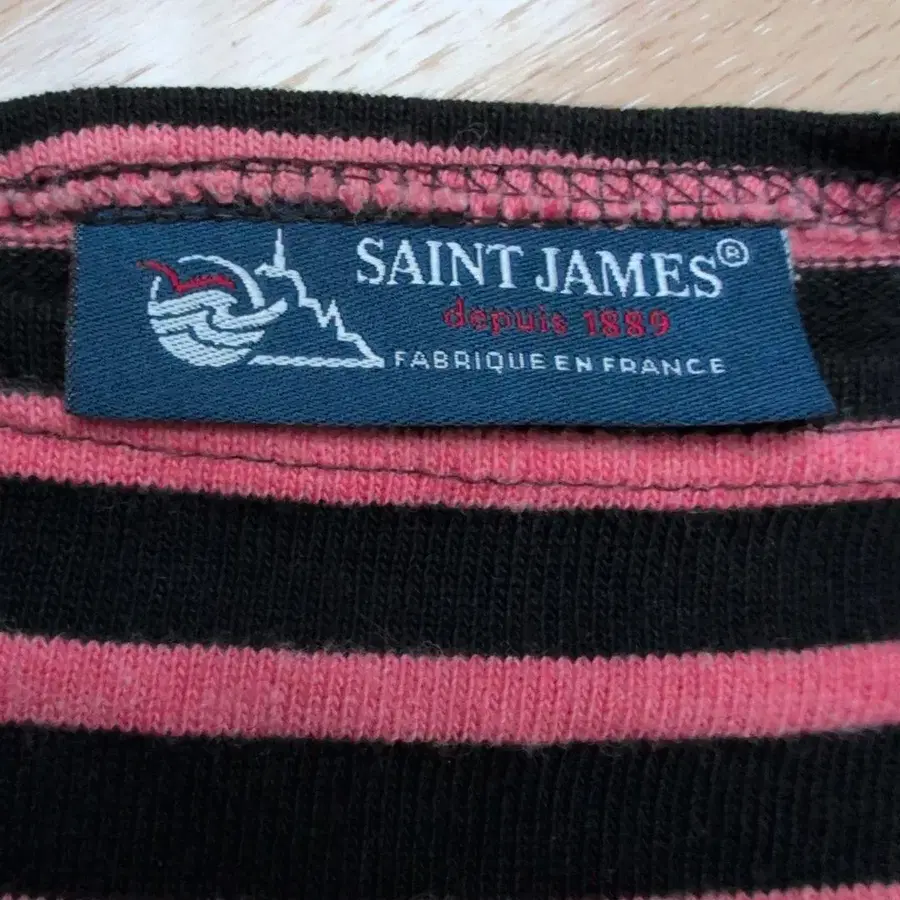 SAINT JAMES®
depuis 1889
FABRIQUE EN FRANCE